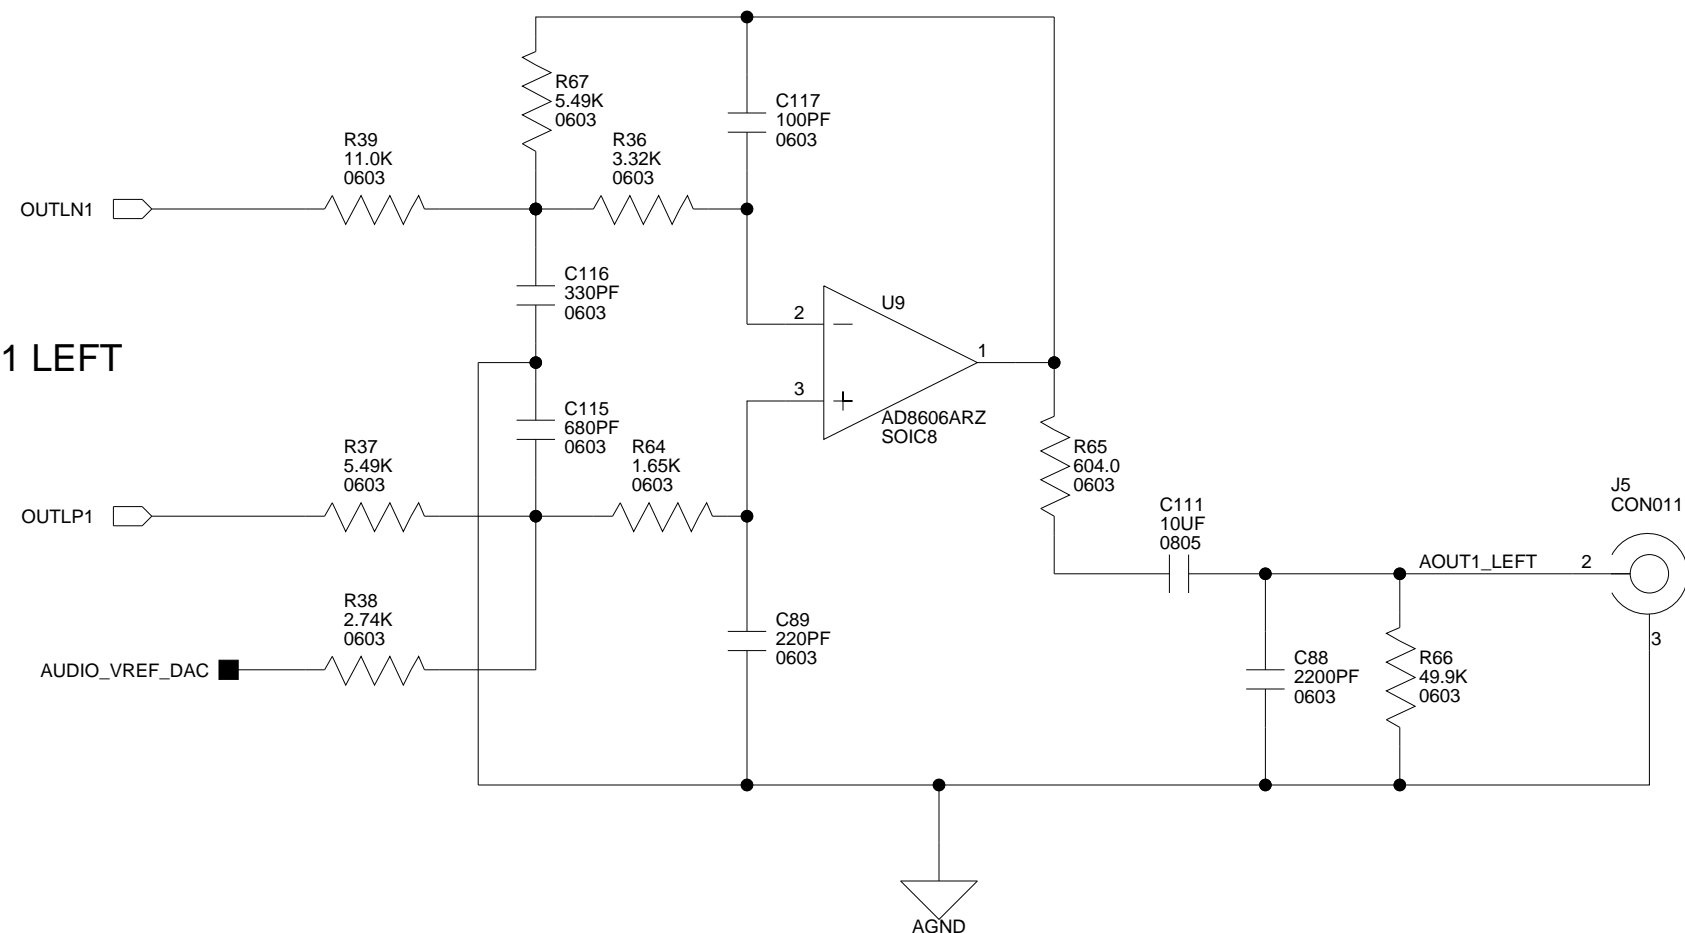 R67
5.49K
0603
C117
100PF
0603
R39
11.0K
0603
R36
3.32K
0603
OUTLN1
C116
330PF
0603
2
U9
1 LEFT
1
3
AD8606ARZ
SOIC8
C115
680PF
0603
R37
5.49K
0603
R64
1.65K
0603
R65
604.0
0603
OUTLP1
C111
10UF
0805
J5
CON011
AOUT1_LEFT
2
R38
2.74K
0603
C89
220PF
0603
3
AUDIO_VREF_DAC
C88
2200PF
0603
R66
49.9K
0603
AGND